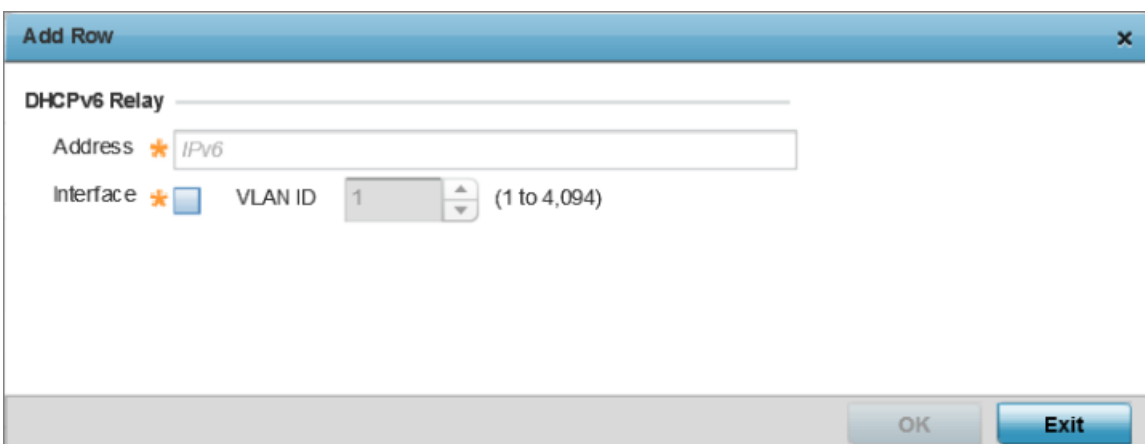 Add Row ×
DHCPv6 Relay
Address * IPv6
Interface * VLAN ID 1 (1 to 4,094)
OK Exit